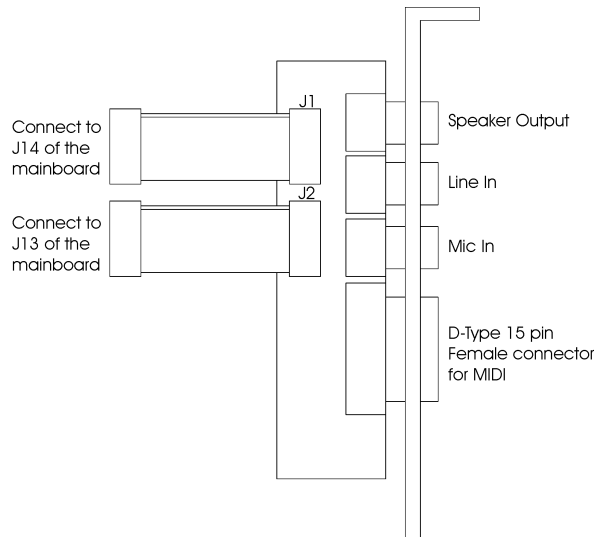 J1
Connect to
J14 of the
mainboard
J2
Connect to
J13 of the
mainboard
Speaker Output
Line In
Mic In
D-Type 15 pin
Female connector
for MIDI